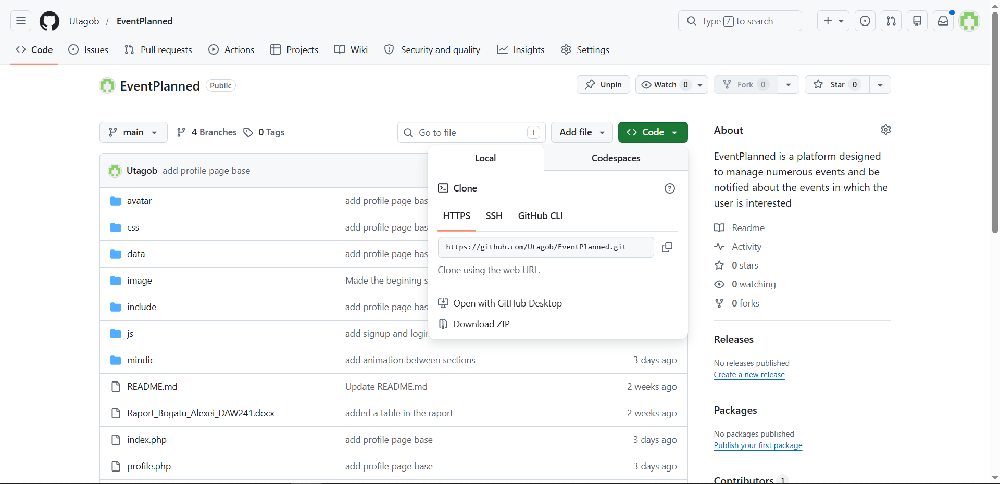 Utagob / EventPlanned
Type / to search
Code
Issues
Pull requests
Actions
Projects
Wiki
Security and quality
Insights
Settings
EventPlanned Public
Unpin
Watch 0
Fork 0
Star 0
main
4 Branches
0 Tags
Go to file T
Add file
Code
Local
Codespaces
Clone
HTTPS
SSH
GitHub CLI
https://github.com/Utagob/EventPlanned.git
Clone using the web URL.
Open with GitHub Desktop
Download ZIP
Utagob add profile page base
avatar add profile page bas
css add profile page bas
data add profile page bas
image Made the begining s
include add profile page bas
js add signup and login
mindic add animation between sections 3 days ago
README.md Update README.md 2 weeks ago
Raport_Bogatu_Alexei_DAW241.docx added a table in the raport 2 weeks ago
index.php add profile page base 3 days ago
profile.php add profile page base 3 days ago
About
EventPlanned is a platform designed
to manage numerous events and be
notified about the events in which the
user is interested
Readme
Activity
0 stars
0 watching
0 forks
Releases
No releases published
Create a new release
Packages
No packages published
Publish your first package
Contributors 1